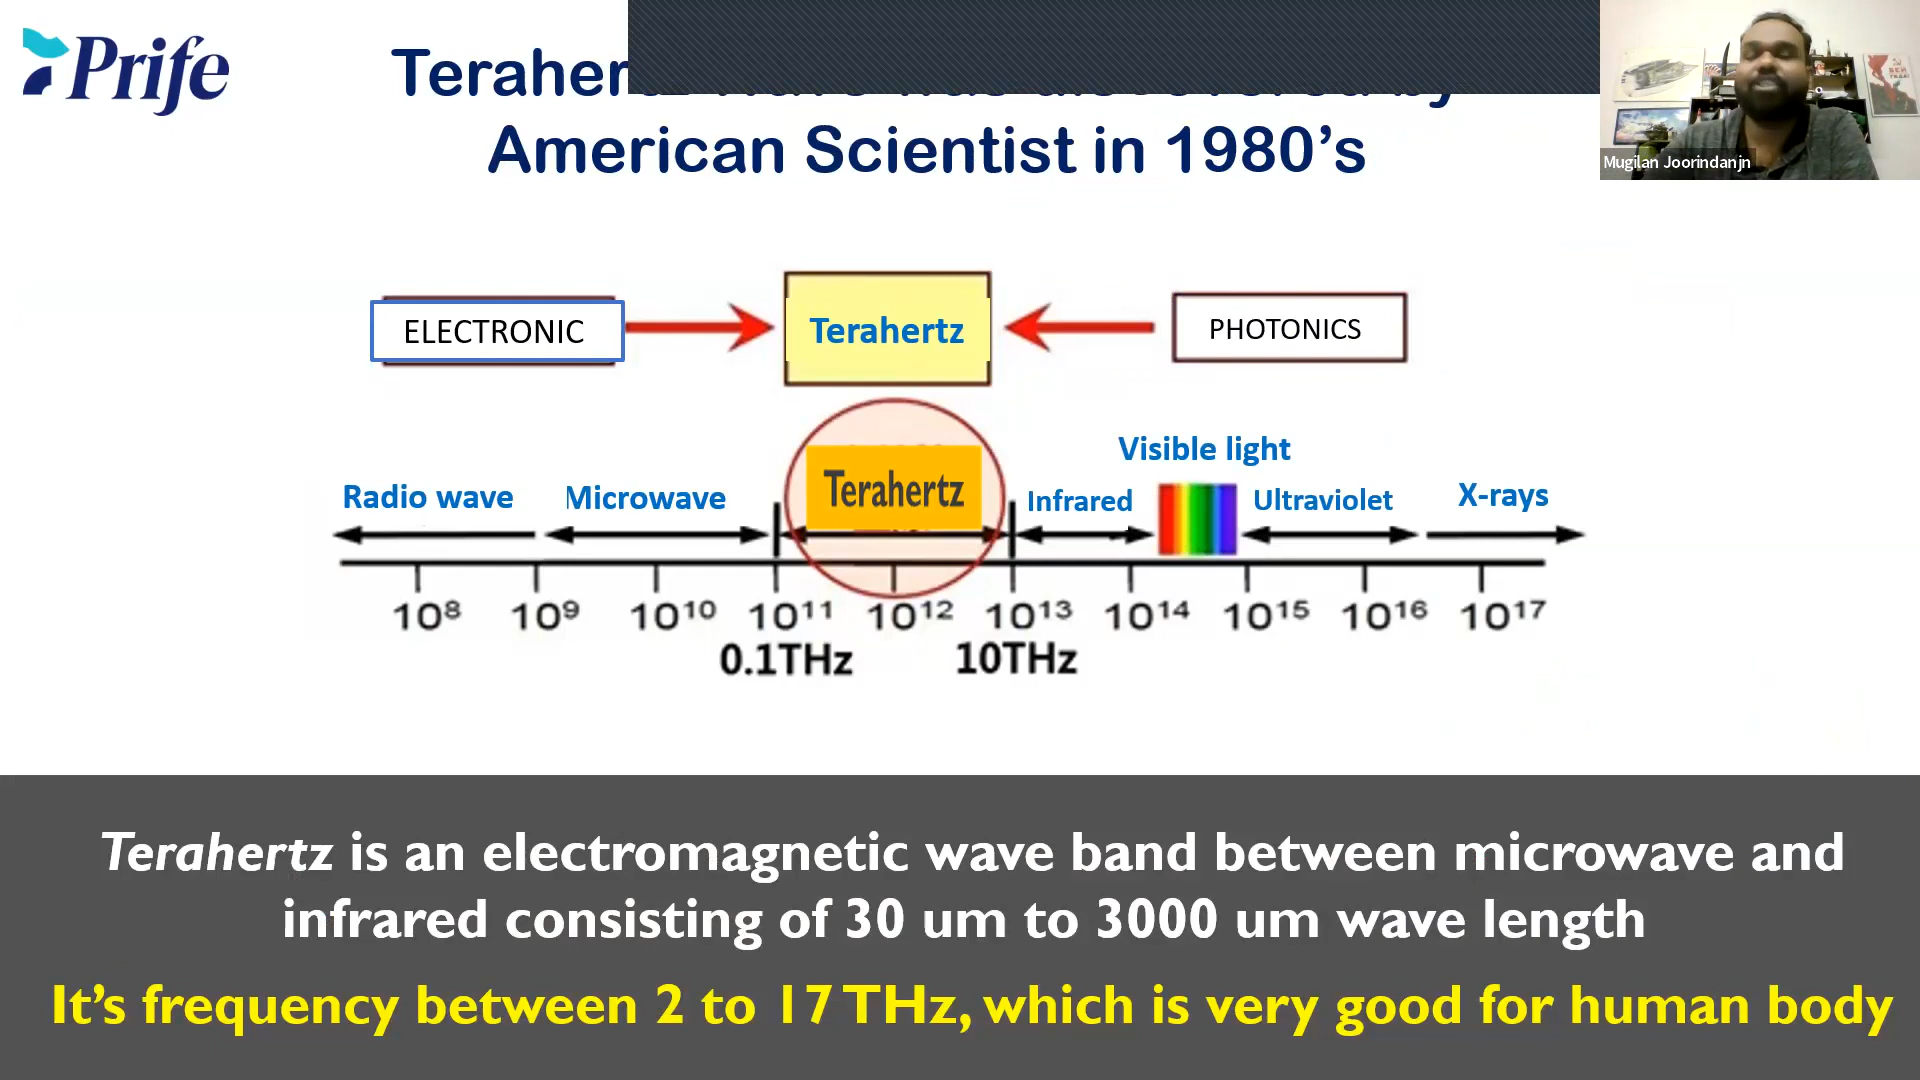 Prife
American Scientist in 1980's
Mugilan Joorindanjn
ELECTRONIC
Terahertz
PHOTONICS
Visible light
Radio wave
Microwave
Terahertz
Infrared
Ultraviolet
X-rays
10⁸ 10⁹ 10¹⁰ 10¹¹ 10¹² 10¹³ 10¹⁴ 10¹⁵ 10¹⁶ 10¹⁷
0.1THz 10THz
Terahertz is an electromagnetic wave band between microwave and
infrared consisting of 30 um to 3000 um wave length
It's frequency between 2 to 17 THz, which is very good for human body